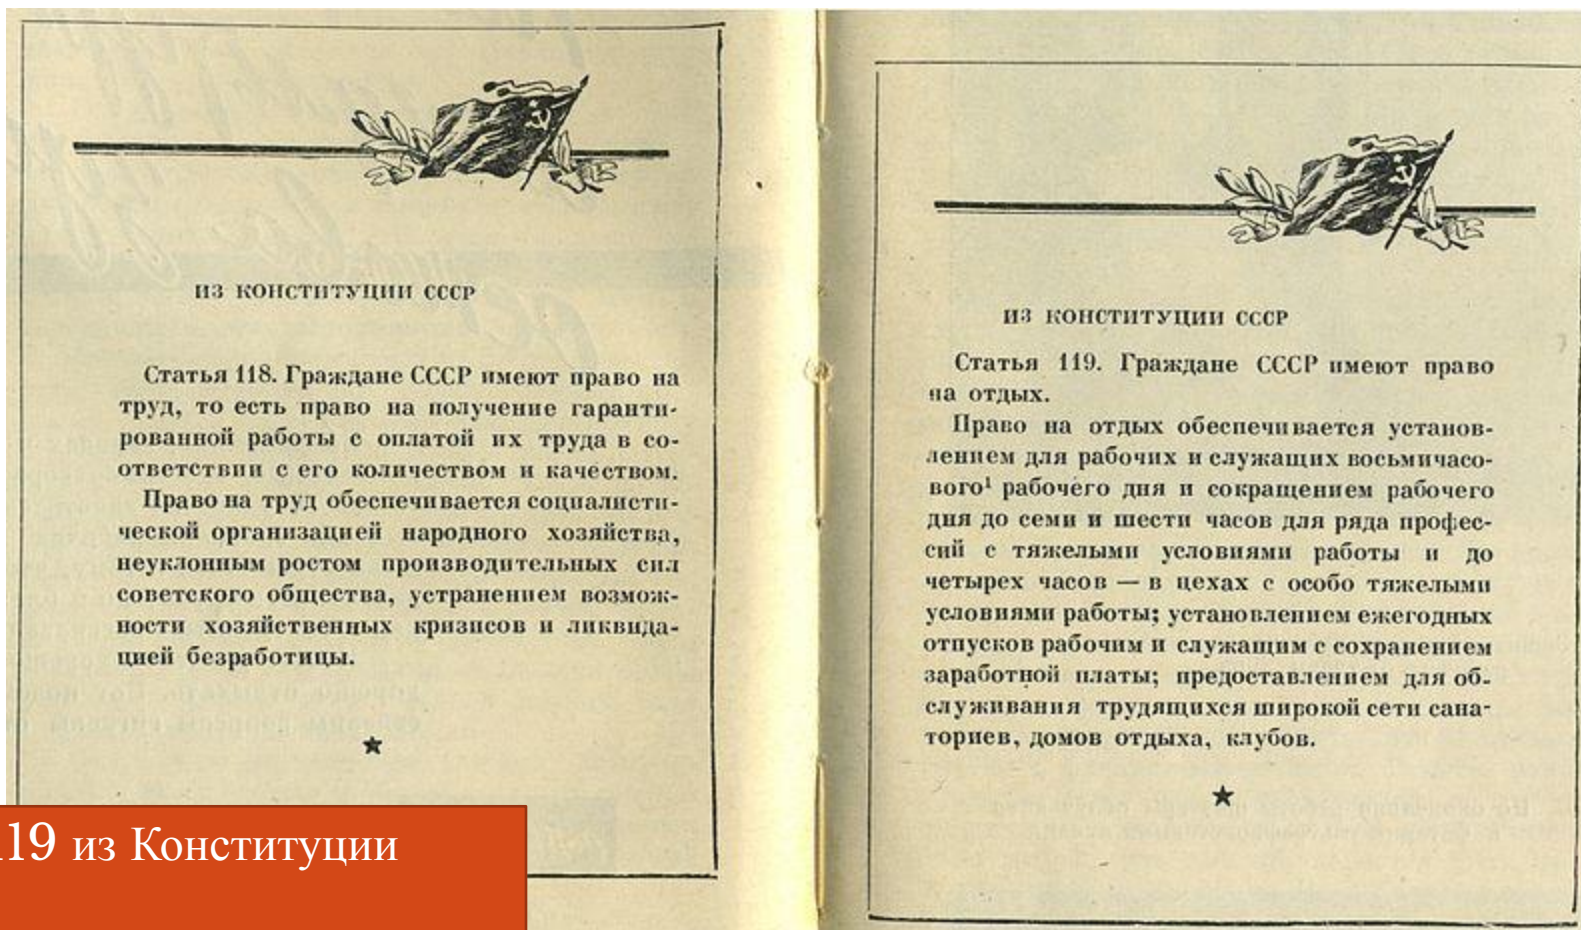 ИЗ КОНСТИТУЦИИ СССР
Статья 118. Граждане СССР имеют право на
труд, то есть право на получение гаранти-
рованной работы с оплатой их труда в со-
ответствии с его количеством и качеством.
Право на труд обеспечивается социалисти-
ческой организацией народного хозяйства,
неуклонным ростом производительных сил
советского общества, устранением возмож-
ности хозяйственных кризисов и ликвида-
цией безработицы.
ИЗ КОНСТИТУЦИИ СССР
Статья 119. Граждане СССР имеют право
на отдых.
Право на отдых обеспечивается установ-
лением для рабочих и служащих восьмичасо-
вого¹ рабочего дня и сокращением рабочего
дня до семи и шести часов для ряда профес-
сий с тяжелыми условиями работы и до
четырех часов — в цехах с особо тяжелыми
условиями работы; установлением ежегодных
отпусков рабочим и служащим с сохранением
заработной платы; предоставлением для об-
служивания трудящихся широкой сети сана-
ториев, домов отдыха, клубов.
119 из Конституции